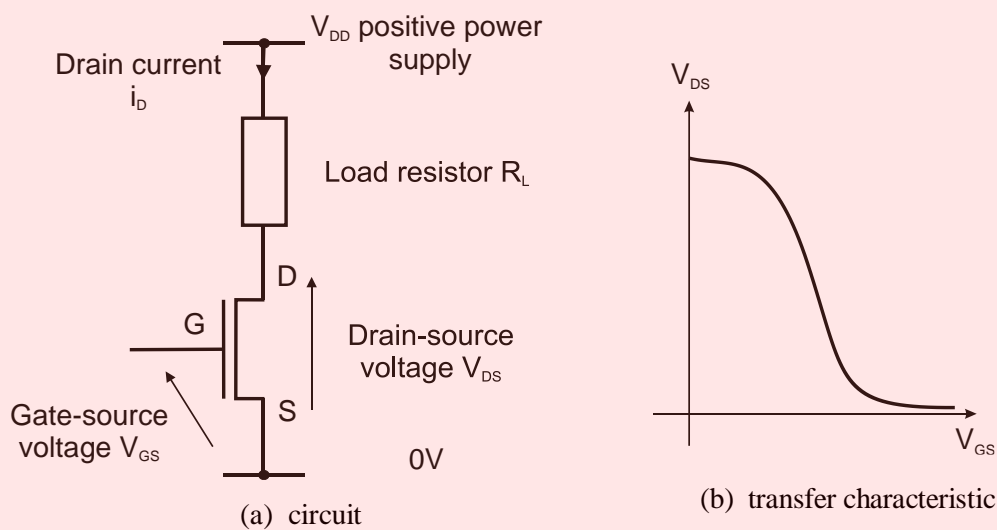 V_DD positive power
supply
Drain current
i_D
Load resistor R_L
D
G
Drain-source
voltage V_DS
S
Gate-source
voltage V_GS
0V
(a) circuit
V_DS
V_GS
(b) transfer characteristic